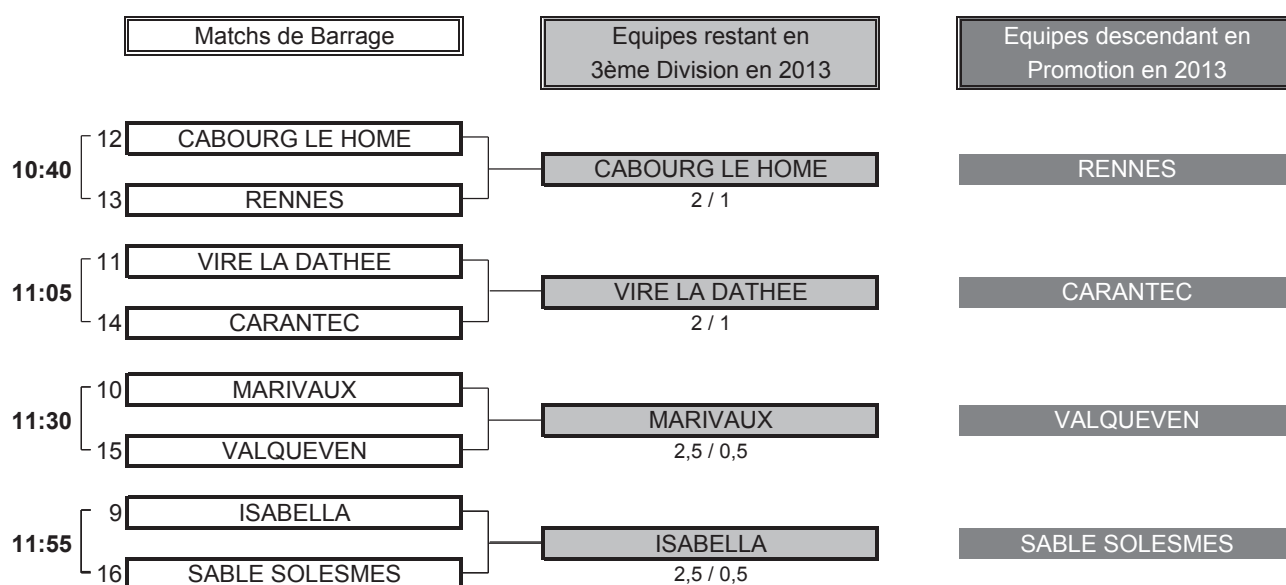 Matchs de Barrage
Equipes restant en
3ème Division en 2013
Equipes descendant en
Promotion en 2013
10:40
12 CABOURG LE HOME
13 RENNES
CABOURG LE HOME
2 / 1
RENNES
11:05
11 VIRE LA DATHEE
14 CARANTEC
VIRE LA DATHEE
2 / 1
CARANTEC
11:30
10 MARIVAUX
15 VALQUEVEN
MARIVAUX
2,5 / 0,5
VALQUEVEN
11:55
9 ISABELLA
16 SABLE SOLESMES
ISABELLA
2,5 / 0,5
SABLE SOLESMES